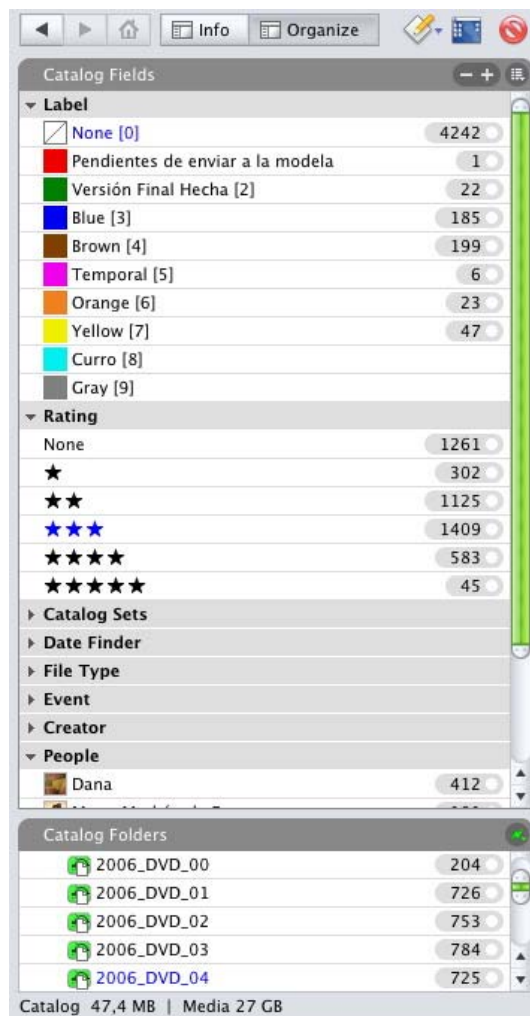 Info Organize
Catalog Fields
Label
None [0] 4242
Pendientes de enviar a la modela 1
Versión Final Hecha [2] 22
Blue [3] 185
Brown [4] 199
Temporal [5] 6
Orange [6] 23
Yellow [7] 47
Curro [8]
Gray [9]
Rating
None 1261
★ 302
★★ 1125
★★★ 1409
★★★★ 583
★★★★★ 45
Catalog Sets
Date Finder
File Type
Event
Creator
People
Dana 412
Catalog Folders
2006_DVD_00 204
2006_DVD_01 726
2006_DVD_02 753
2006_DVD_03 784
2006_DVD_04 725
Catalog 47,4 MB | Media 27 GB